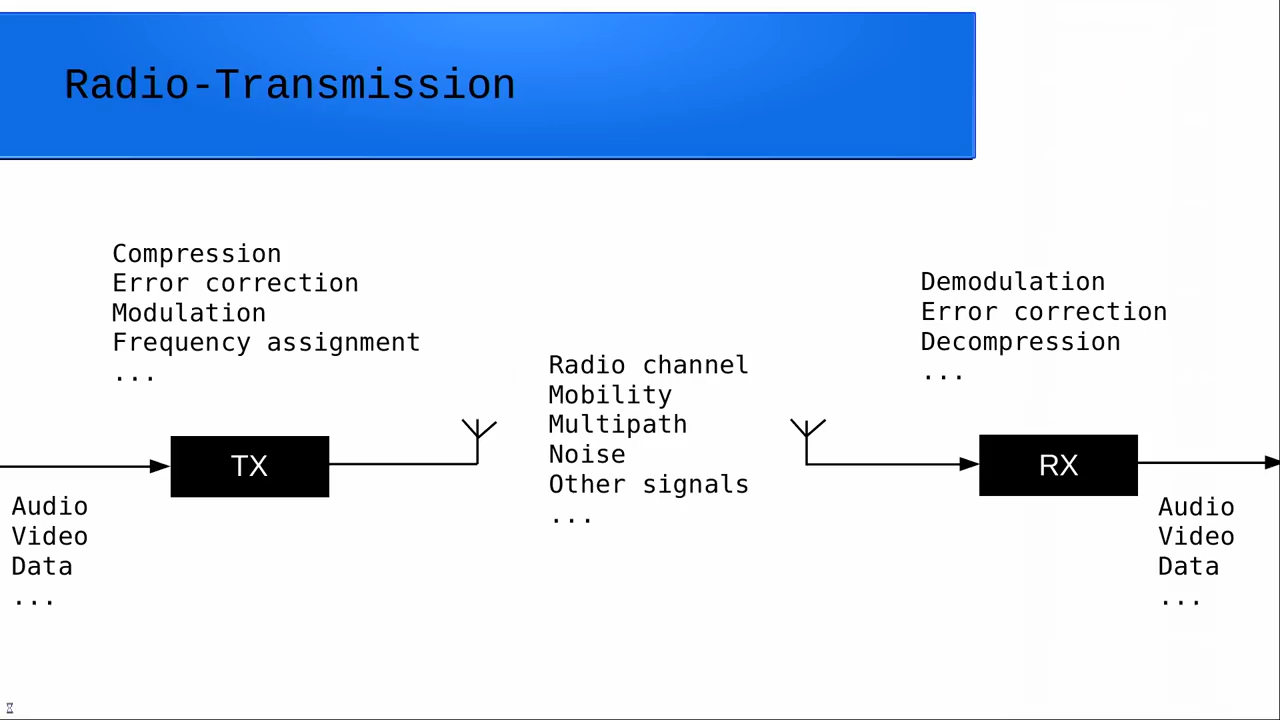 Radio-Transmission
Compression
Error correction
Modulation
Frequency assignment
...
Radio channel
Mobility
Multipath
Noise
Other signals
...
Demodulation
Error correction
Decompression
...
TX
RX
Audio
Video
Data
...
Audio
Video
Data
...